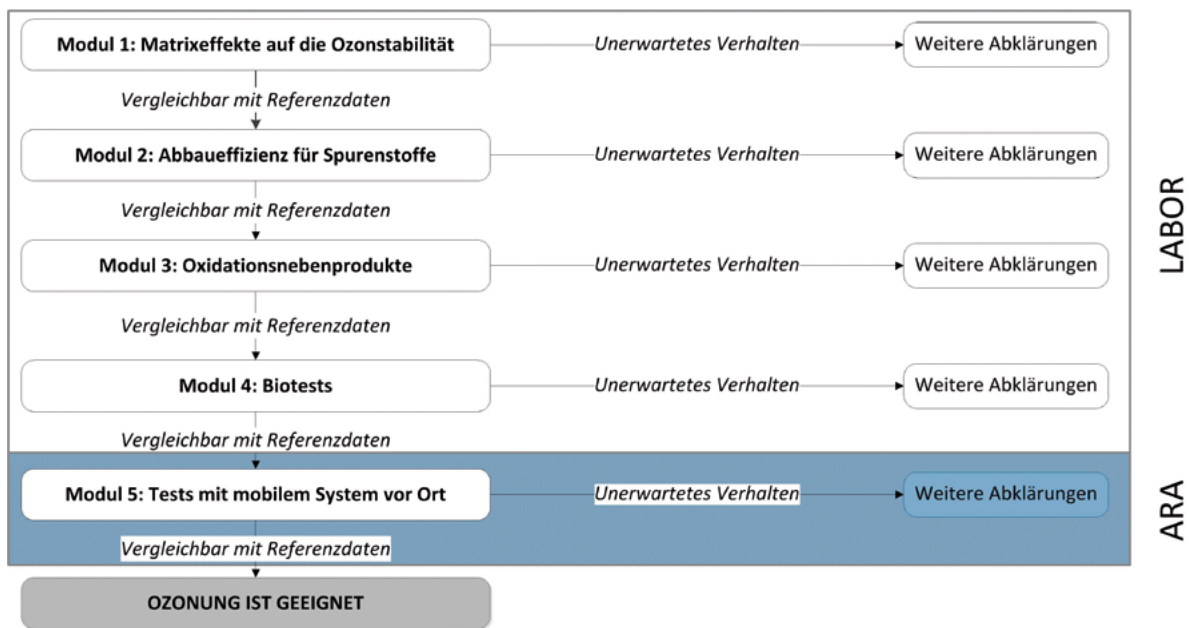 Modul 1: Matrixeffekte auf die Ozonstabilität
Unerwartetes Verhalten
Weitere Abklärungen
Vergleichbar mit Referenzdaten
Modul 2: Abbaueffizienz für Spurenstoffe
Unerwartetes Verhalten
Weitere Abklärungen
Vergleichbar mit Referenzdaten
Modul 3: Oxidationsnebenprodukte
Unerwartetes Verhalten
Weitere Abklärungen
Vergleichbar mit Referenzdaten
Modul 4: Biotests
Unerwartetes Verhalten
Weitere Abklärungen
Vergleichbar mit Referenzdaten
LABOR
Modul 5: Tests mit mobilem System vor Ort
Unerwartetes Verhalten
Weitere Abklärungen
Vergleichbar mit Referenzdaten
ARA
OZONUNG IST GEEIGNET